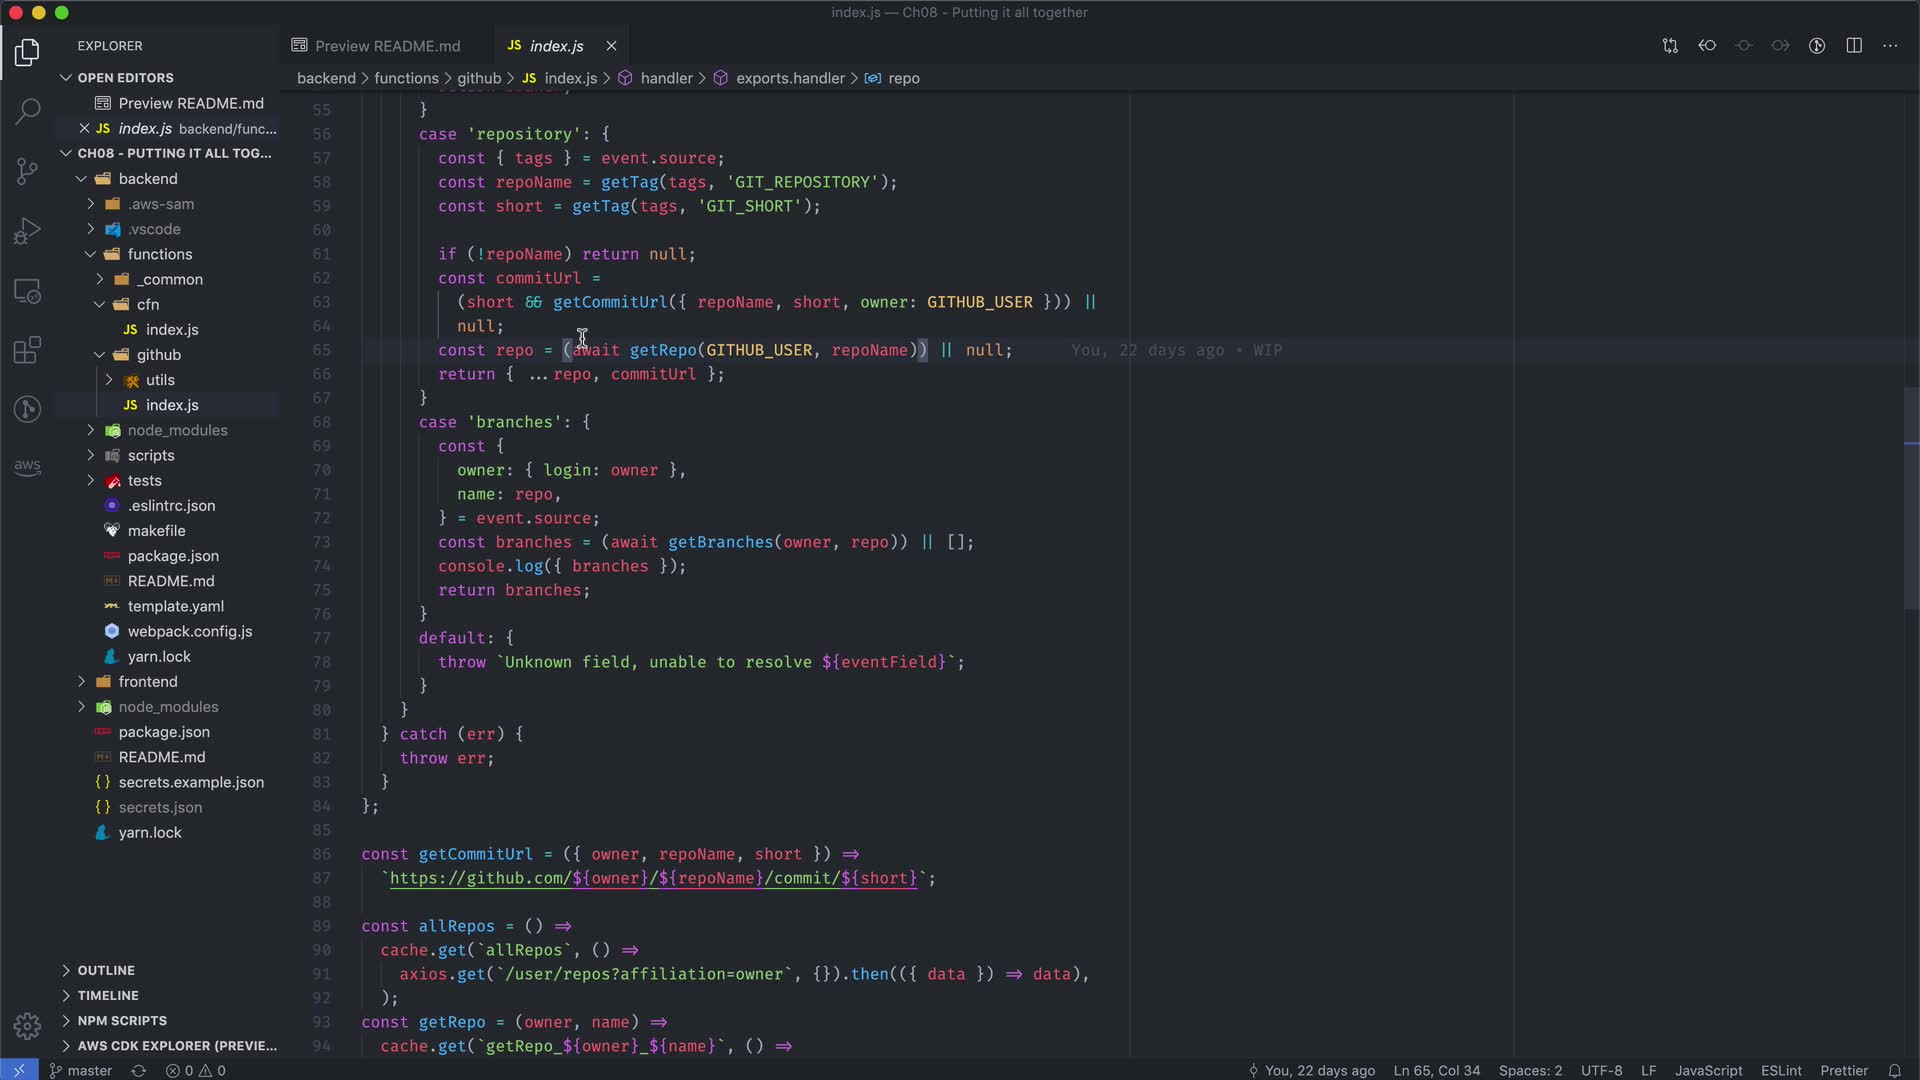 index.js — Ch08 - Putting it all together
EXPLORER
Preview README.md
JS index.js
backend > functions > github > JS index.js > handler > exports.handler > repo
OPEN EDITORS
Preview README.md
JS index.js backend/func...
CH08 - PUTTING IT ALL TOG...
backend
.aws-sam
.vscode
functions
_common
cfn
JS index.js
github
utils
JS index.js
node_modules
scripts
tests
.eslintrc.json
makefile
package.json
README.md
template.yaml
webpack.config.js
yarn.lock
frontend
node_modules
package.json
README.md
secrets.example.json
secrets.json
yarn.lock
OUTLINE
TIMELINE
NPM SCRIPTS
AWS CDK EXPLORER (PREVIE...
aws
55 }
56 case 'repository': {
57 const { tags } = event.source;
58 const repoName = getTag(tags, 'GIT_REPOSITORY');
59 const short = getTag(tags, 'GIT_SHORT');
60
61 if (!repoName) return null;
62 const commitUrl =
63 (short && getCommitUrl({ repoName, short, owner: GITHUB_USER })) ||
64 null;
65 const repo = (await getRepo(GITHUB_USER, repoName)) || null; You, 22 days ago • WIP
66 return { ...repo, commitUrl };
67 }
68 case 'branches': {
69 const {
70 owner: { login: owner },
71 name: repo,
72 } = event.source;
73 const branches = (await getBranches(owner, repo)) || [];
74 console.log({ branches });
75 return branches;
76 }
77 default: {
78 throw `Unknown field, unable to resolve ${eventField}`;
79 }
80 }
81 } catch (err) {
82 throw err;
83 }
84 };
85
86 const getCommitUrl = ({ owner, repoName, short }) =>
87 `https://github.com/${owner}/${repoName}/commit/${short}`;
88
89 const allRepos = () =>
90 cache.get(`allRepos`, () =>
91 axios.get(`/user/repos?affiliation=owner`, {}).then(({ data }) => data),
92 );
93 const getRepo = (owner, name) =>
94 cache.get(`getRepo_${owner}_${name}`, () =>
master 0 0 You, 22 days ago Ln 65, Col 34 Spaces: 2 UTF-8 LF JavaScript ESLint Prettier